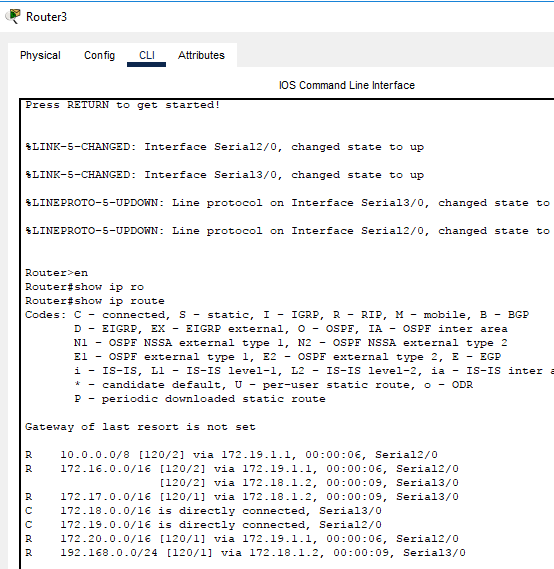 Router3
Physical Config CLI Attributes
IOS Command Line Interface
Press RETURN to get started!
%LINK-5-CHANGED: Interface Serial2/0, changed state to up
%LINK-5-CHANGED: Interface Serial3/0, changed state to up
%LINEPROTO-5-UPDOWN: Line protocol on Interface Serial3/0, changed state to
%LINEPROTO-5-UPDOWN: Line protocol on Interface Serial2/0, changed state to
Router>en
Router#show ip ro
Router#show ip route
Codes: C - connected, S - static, I - IGRP, R - RIP, M - mobile, B - BGP
D - EIGRP, EX - EIGRP external, O - OSPF, IA - OSPF inter area
N1 - OSPF NSSA external type 1, N2 - OSPF NSSA external type 2
E1 - OSPF external type 1, E2 - OSPF external type 2, E - EGP
i - IS-IS, L1 - IS-IS level-1, L2 - IS-IS level-2, ia - IS-IS inter a
* - candidate default, U - per-user static route, o - ODR
P - periodic downloaded static route
Gateway of last resort is not set
R 10.0.0.0/8 [120/2] via 172.19.1.1, 00:00:06, Serial2/0
R 172.16.0.0/16 [120/2] via 172.19.1.1, 00:00:06, Serial2/0
[120/2] via 172.18.1.2, 00:00:09, Serial3/0
R 172.17.0.0/16 [120/1] via 172.18.1.2, 00:00:09, Serial3/0
C 172.18.0.0/16 is directly connected, Serial3/0
C 172.19.0.0/16 is directly connected, Serial2/0
R 172.20.0.0/16 [120/1] via 172.19.1.1, 00:00:06, Serial2/0
R 192.168.0.0/24 [120/1] via 172.18.1.2, 00:00:09, Serial3/0